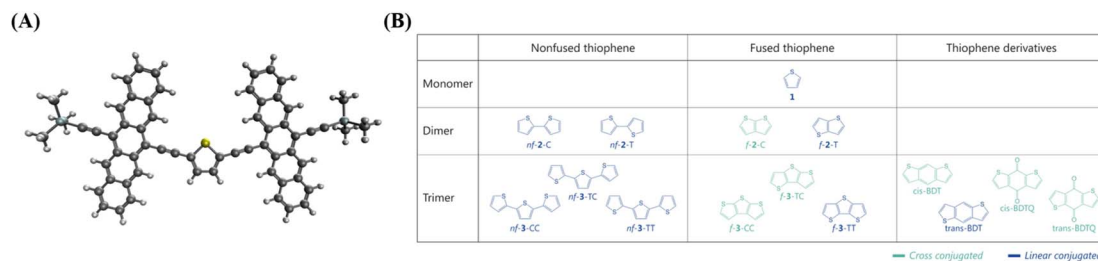 (A)
(B)
Nonfused thiophene Fused thiophene Thiophene derivatives
Monomer
S
1
Dimer
S S S S S S S S
nf-2-C nf-2-T f-2-C f-2-T
Trimer
S S S
nf-3-TC
S S S
nf-3-CC
S S S
nf-3-TT
S S S
f-3-TC
S S S
f-3-CC
S S S
f-3-TT
S S
cis-BDT
S S
trans-BDT
O S S O
cis-BDTQ
O S S O
trans-BDTQ
Cross conjugated Linear conjugated